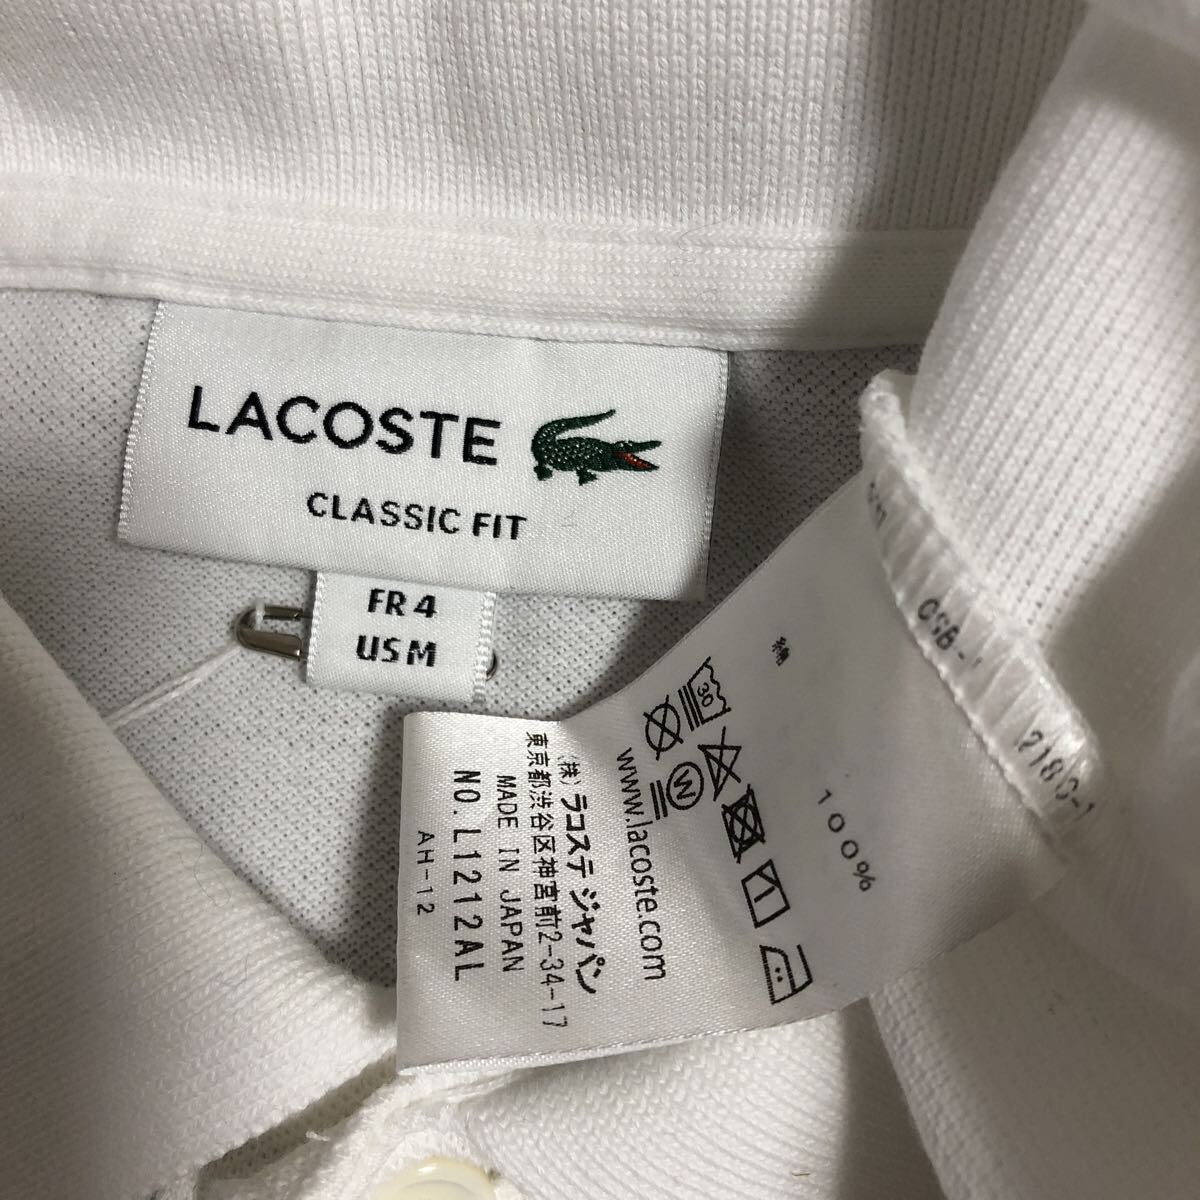 LACOSTE
CLASSIC FIT
FR 4
US M
綿
100%
30
W
www.lacoste.com
(株) ラコステ ジャパン
東京都渋谷区神宮前2-34-17
MADE IN JAPAN
NO. L1212AL
AH-12